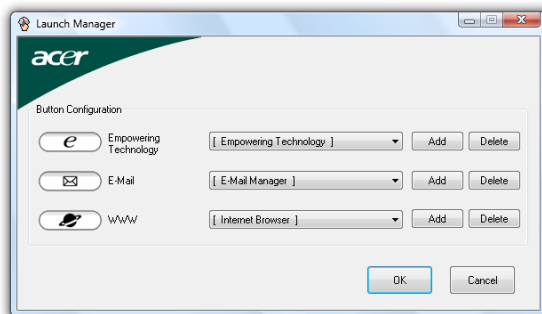 Launch Manager
acer
Button Configuration
e
Empowering
Technology
[ Empowering Technology ]
Add
Delete
E-Mail
[ E-Mail Manager ]
Add
Delete
WWW
[ Internet Browser ]
Add
Delete
OK
Cancel